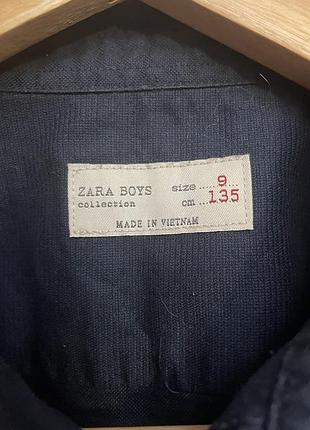 ZARA BOYS size 9
collection cm 135
MADE IN VIETNAM